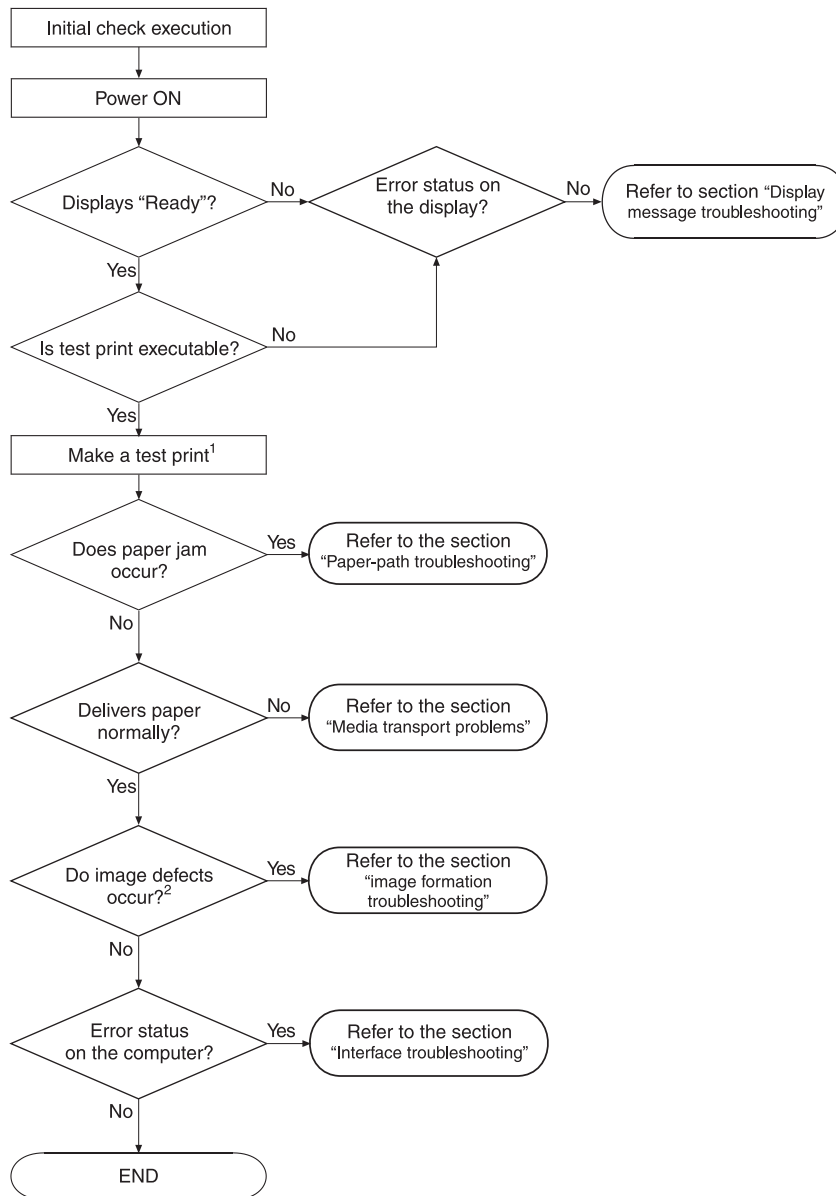 Initial check execution
Power ON
Displays “Ready”?
No
Error status on
the display?
No
Refer to section “Display
message troubleshooting”
Yes
Is test print executable?
No
Yes
Make a test print1
Does paper jam
occur?
Yes
Refer to the section
“Paper-path troubleshooting”
No
Delivers paper
normally?
No
Refer to the section
“Media transport problems”
Yes
Do image defects
occur?2
Yes
Refer to the section
“image formation
troubleshooting”
No
Error status
on the computer?
Yes
Refer to the section
“Interface troubleshooting”
No
END